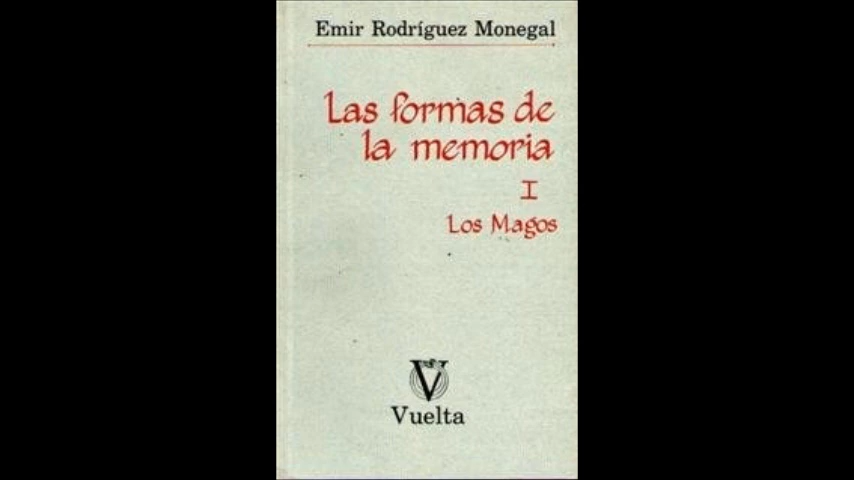 Emir Rodríguez Monegal
Las formas de
la memoria
I
Los Magos
V
Vuelta